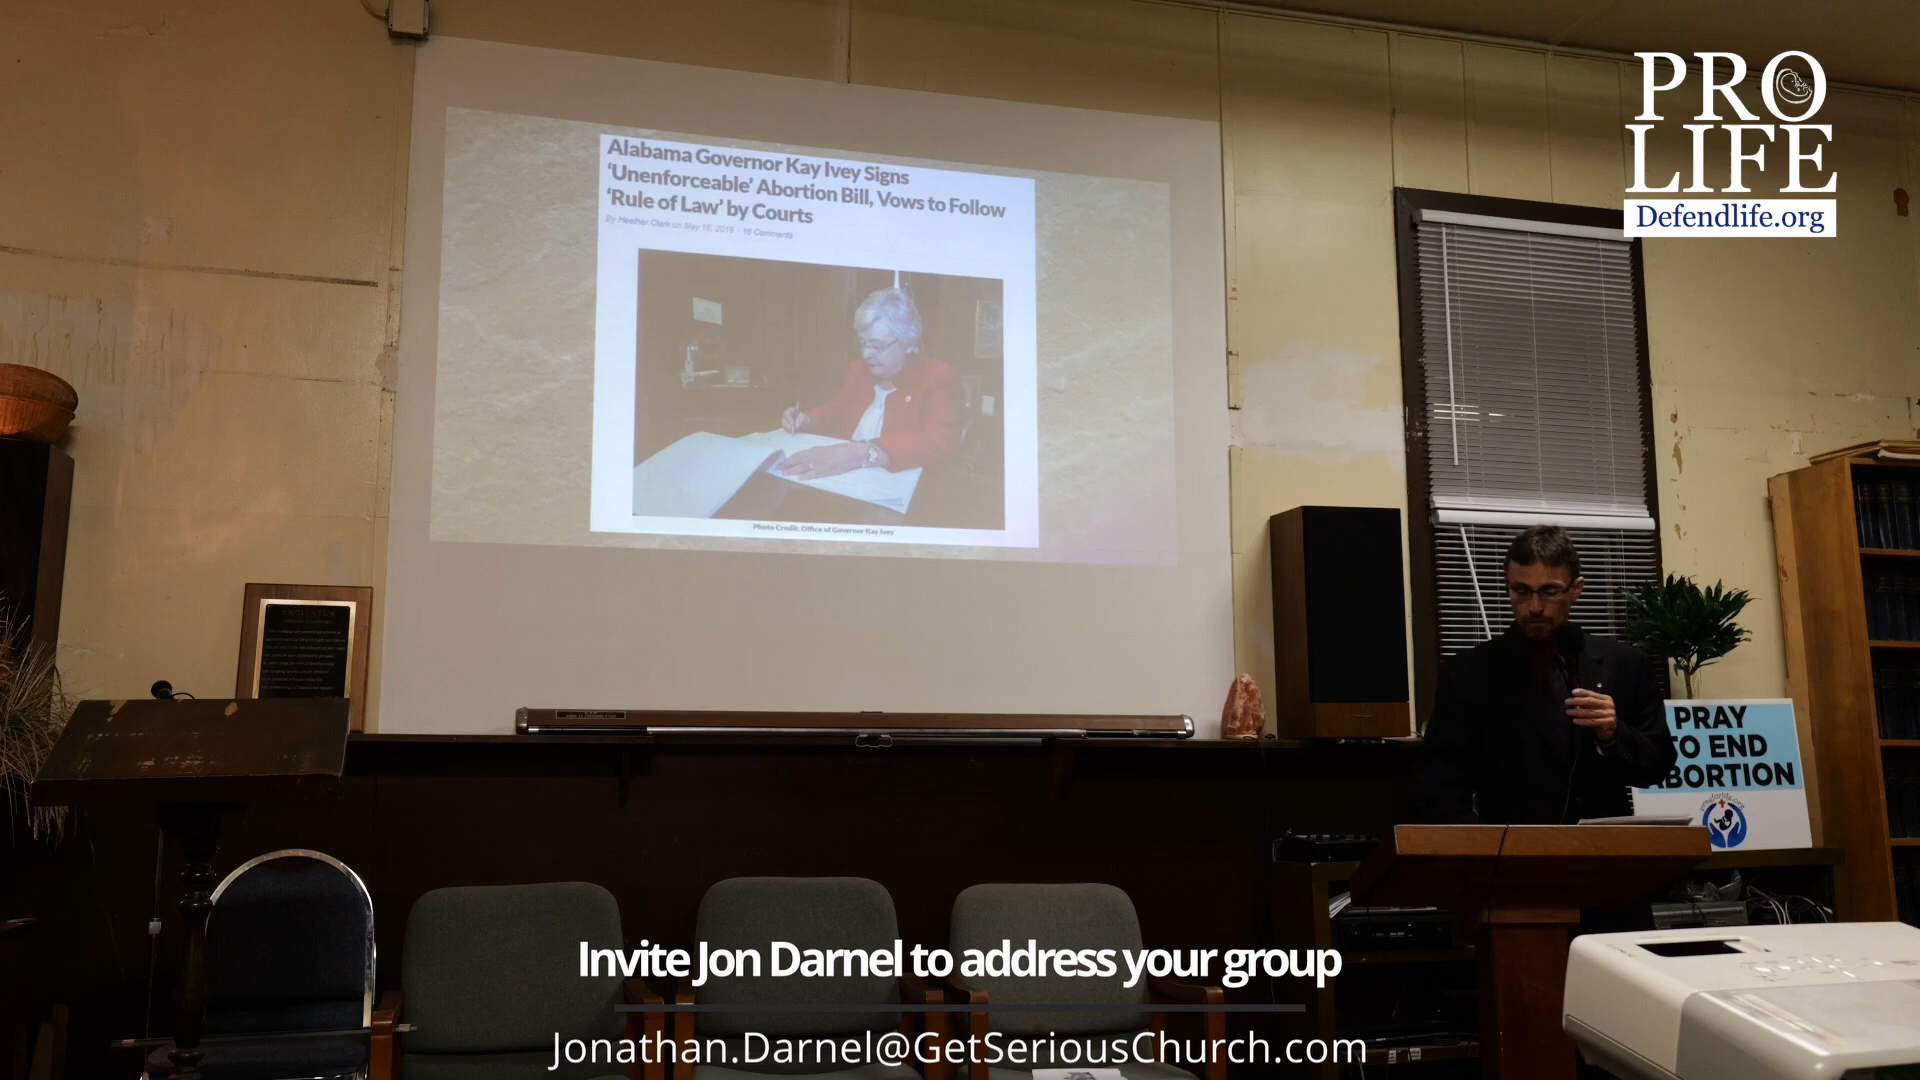 PRO
LIFE
Defendlife.org
Alabama Governor Kay Ivey Signs
‘Unenforceable’ Abortion Bill, Vows to Follow
‘Rule of Law’ by Courts
By Heather Clark on May 16, 2019 · 16 Comments
Photo Credit: Office of Governor Kay Ivey
PRAY
TO END
ABORTION
prayforlife.org
Invite Jon Darnel to address your group
Jonathan.Darnel@GetSeriousChurch.com